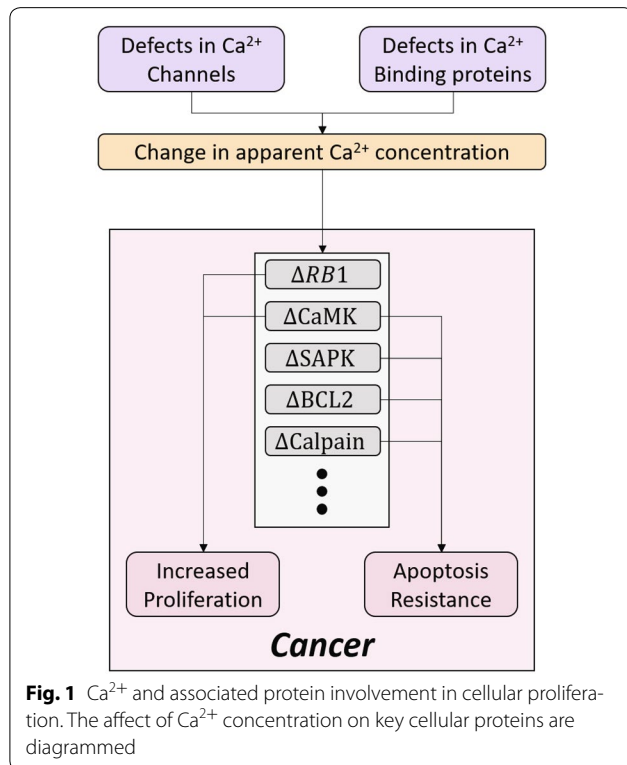 Defects in Ca²⁺
Channels
Defects in Ca²⁺
Binding proteins
Change in apparent Ca²⁺ concentration
ΔRB1
ΔCaMK
ΔSAPK
ΔBCL2
ΔCalpain
Increased
Proliferation
Apoptosis
Resistance
Cancer
Fig. 1 Ca²⁺ and associated protein involvement in cellular prolifera-
tion. The affect of Ca²⁺ concentration on key cellular proteins are
diagrammed